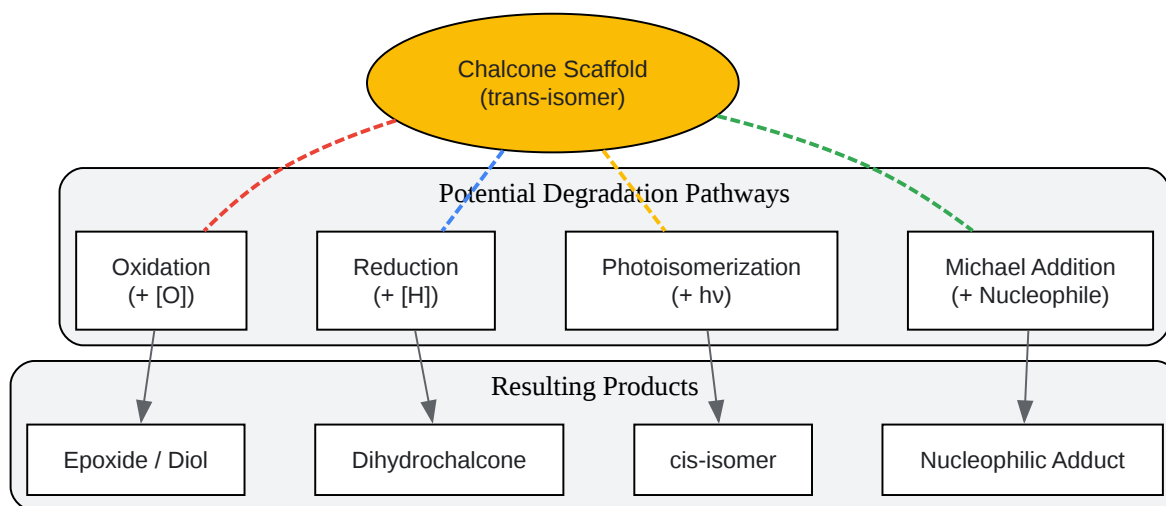 Chalcone Scaffold
(trans-isomer)
Potential Degradation Pathways
Oxidation
(+ [O])
Reduction
(+ [H])
Photoisomerization
(+ hν)
Michael Addition
(+ Nucleophile)
Resulting Products
Epoxide / Diol
Dihydrochalcone
cis-isomer
Nucleophilic Adduct